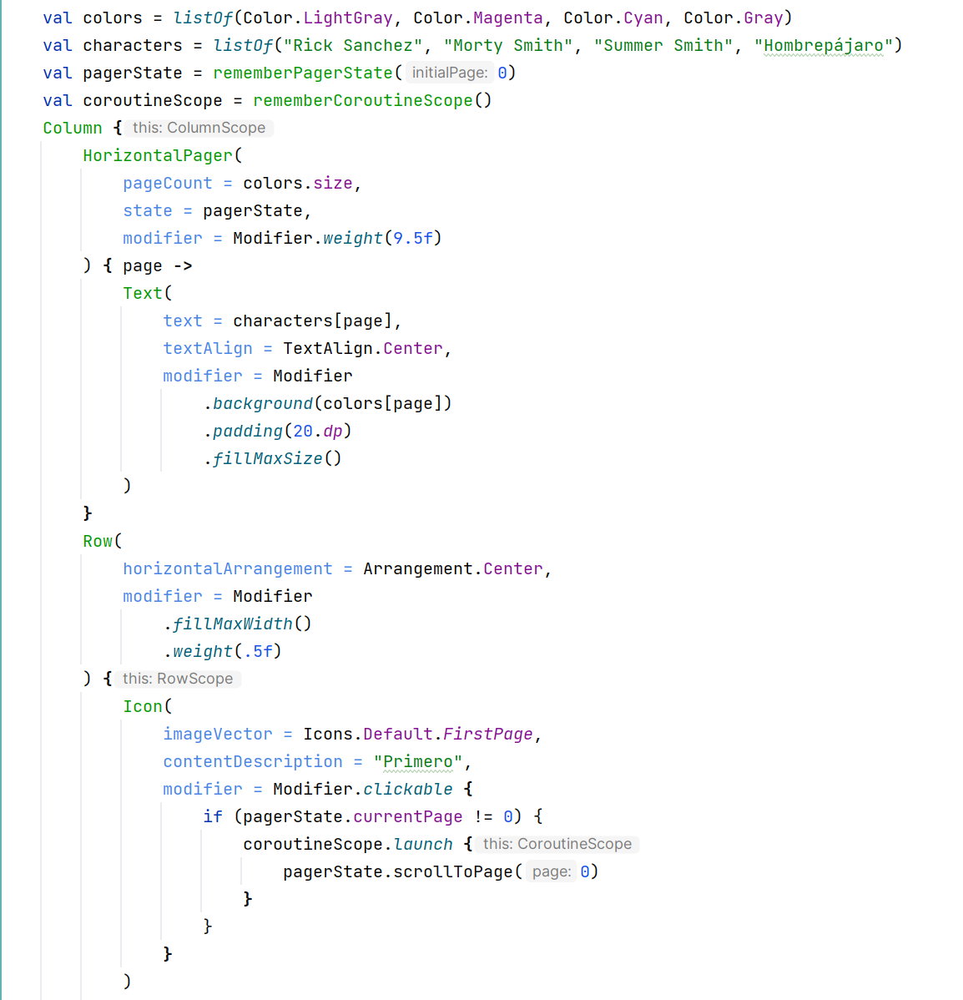 val colors = listOf(Color.LightGray, Color.Magenta, Color.Cyan, Color.Gray)
val characters = listOf("Rick Sanchez", "Morty Smith", "Summer Smith", "Hombrepájaro")
val pagerState = rememberPagerState( initialPage: 0)
val coroutineScope = rememberCoroutineScope()
Column { this: ColumnScope
    HorizontalPager(
        pageCount = colors.size,
        state = pagerState,
        modifier = Modifier.weight(9.5f)
    ) { page ->
        Text(
            text = characters[page],
            textAlign = TextAlign.Center,
            modifier = Modifier
                .background(colors[page])
                .padding(20.dp)
                .fillMaxSize()
        )
    }
    Row(
        horizontalArrangement = Arrangement.Center,
        modifier = Modifier
            .fillMaxWidth()
            .weight(.5f)
    ) { this: RowScope
        Icon(
            imageVector = Icons.Default.FirstPage,
            contentDescription = "Primero",
            modifier = Modifier.clickable {
                if (pagerState.currentPage != 0) {
                    coroutineScope.launch { this: CoroutineScope
                        pagerState.scrollToPage( page: 0)
                    }
                }
            }
        )